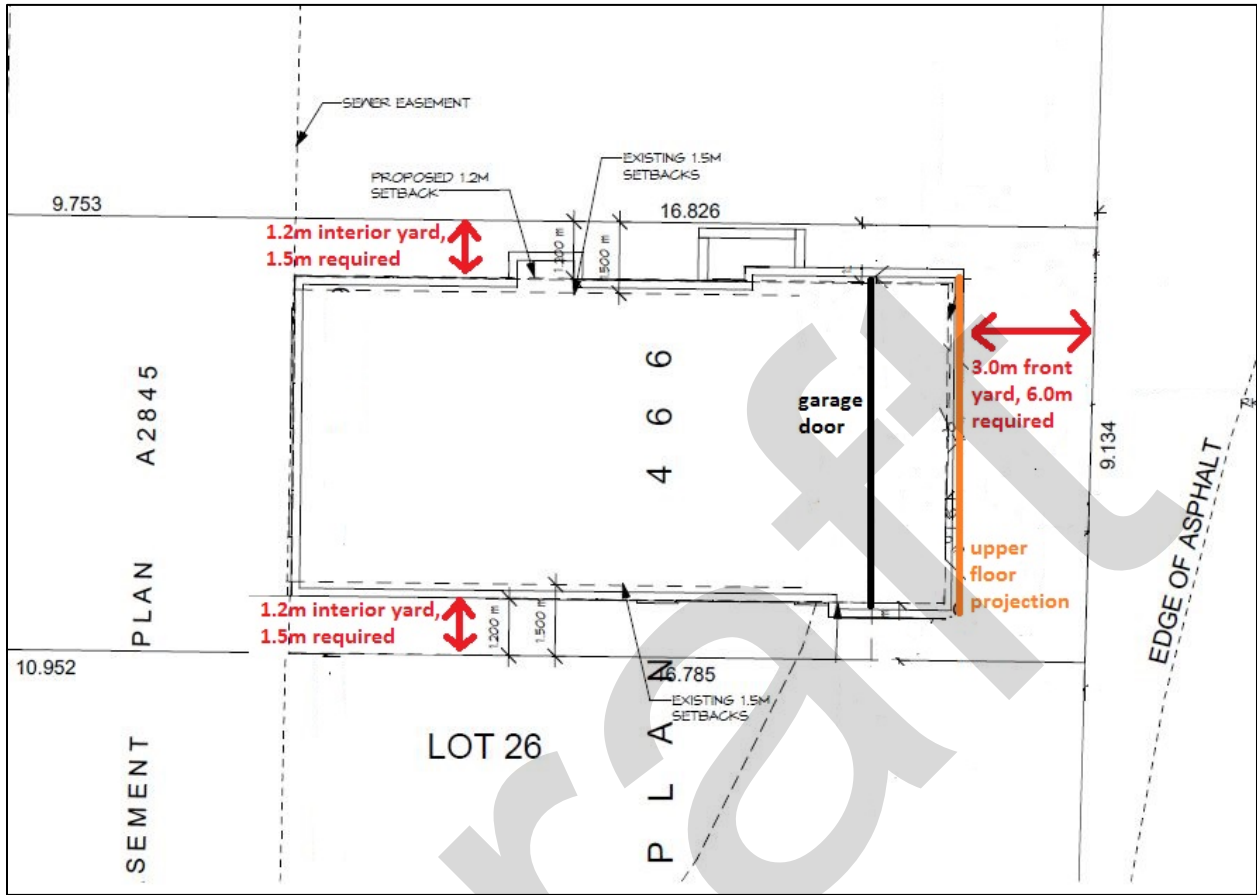 SEWER EASEMENT
EXISTING 1.5M
SETBACKS
PROPOSED 1.2M
SETBACK
9.753
16.826
1.2m interior yard,
1.5m required
1.200 m
1.500 m
3.0m front
yard, 6.0m
required
garage
door
6
6
4
9.134
PLAN A2845
EDGE OF ASPHALT
upper
floor
projection
1.2m interior yard,
1.5m required
1.200 m
1.500 m
10.952
16.785
EXISTING 1.5M
SETBACKS
LOT 26
PLAN
SEMENT
raft